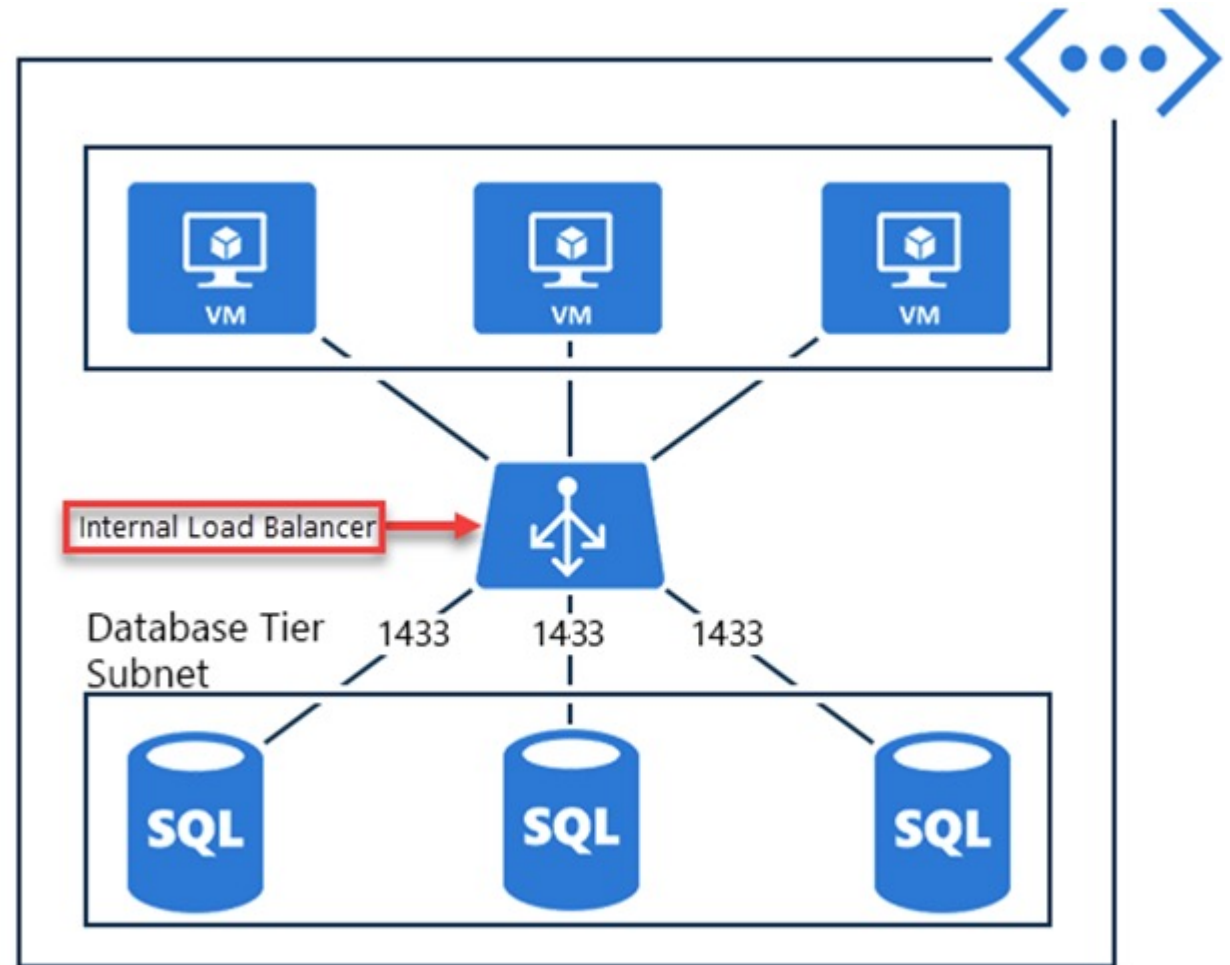 VM
VM
VM
Internal Load Balancer
Database Tier
Subnet
1433
1433
1433
SQL
SQL
SQL